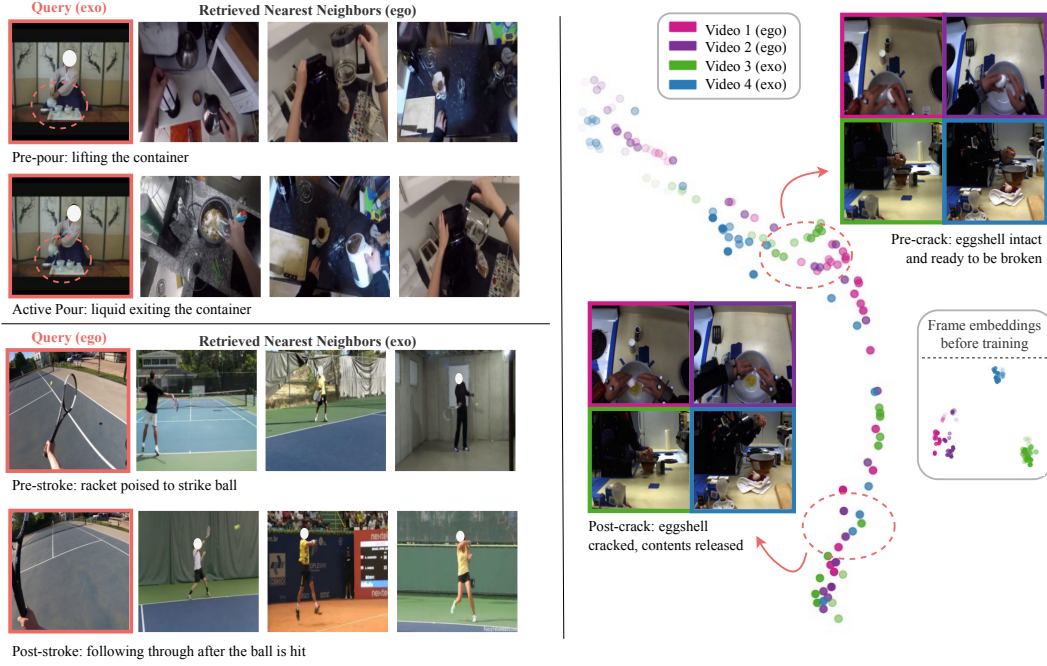 Query (exo)
Retrieved Nearest Neighbors (ego)
Pre-pour: lifting the container
Active Pour: liquid exiting the container
Query (ego)
Retrieved Nearest Neighbors (exo)
Pre-stroke: racket poised to strike ball
Post-stroke: following through after the ball is hit
Video 1 (ego)
Video 2 (ego)
Video 3 (exo)
Video 4 (exo)
Pre-crack: eggshell intact
and ready to be broken
Frame embeddings
before training
Post-crack: eggshell
cracked, contents released